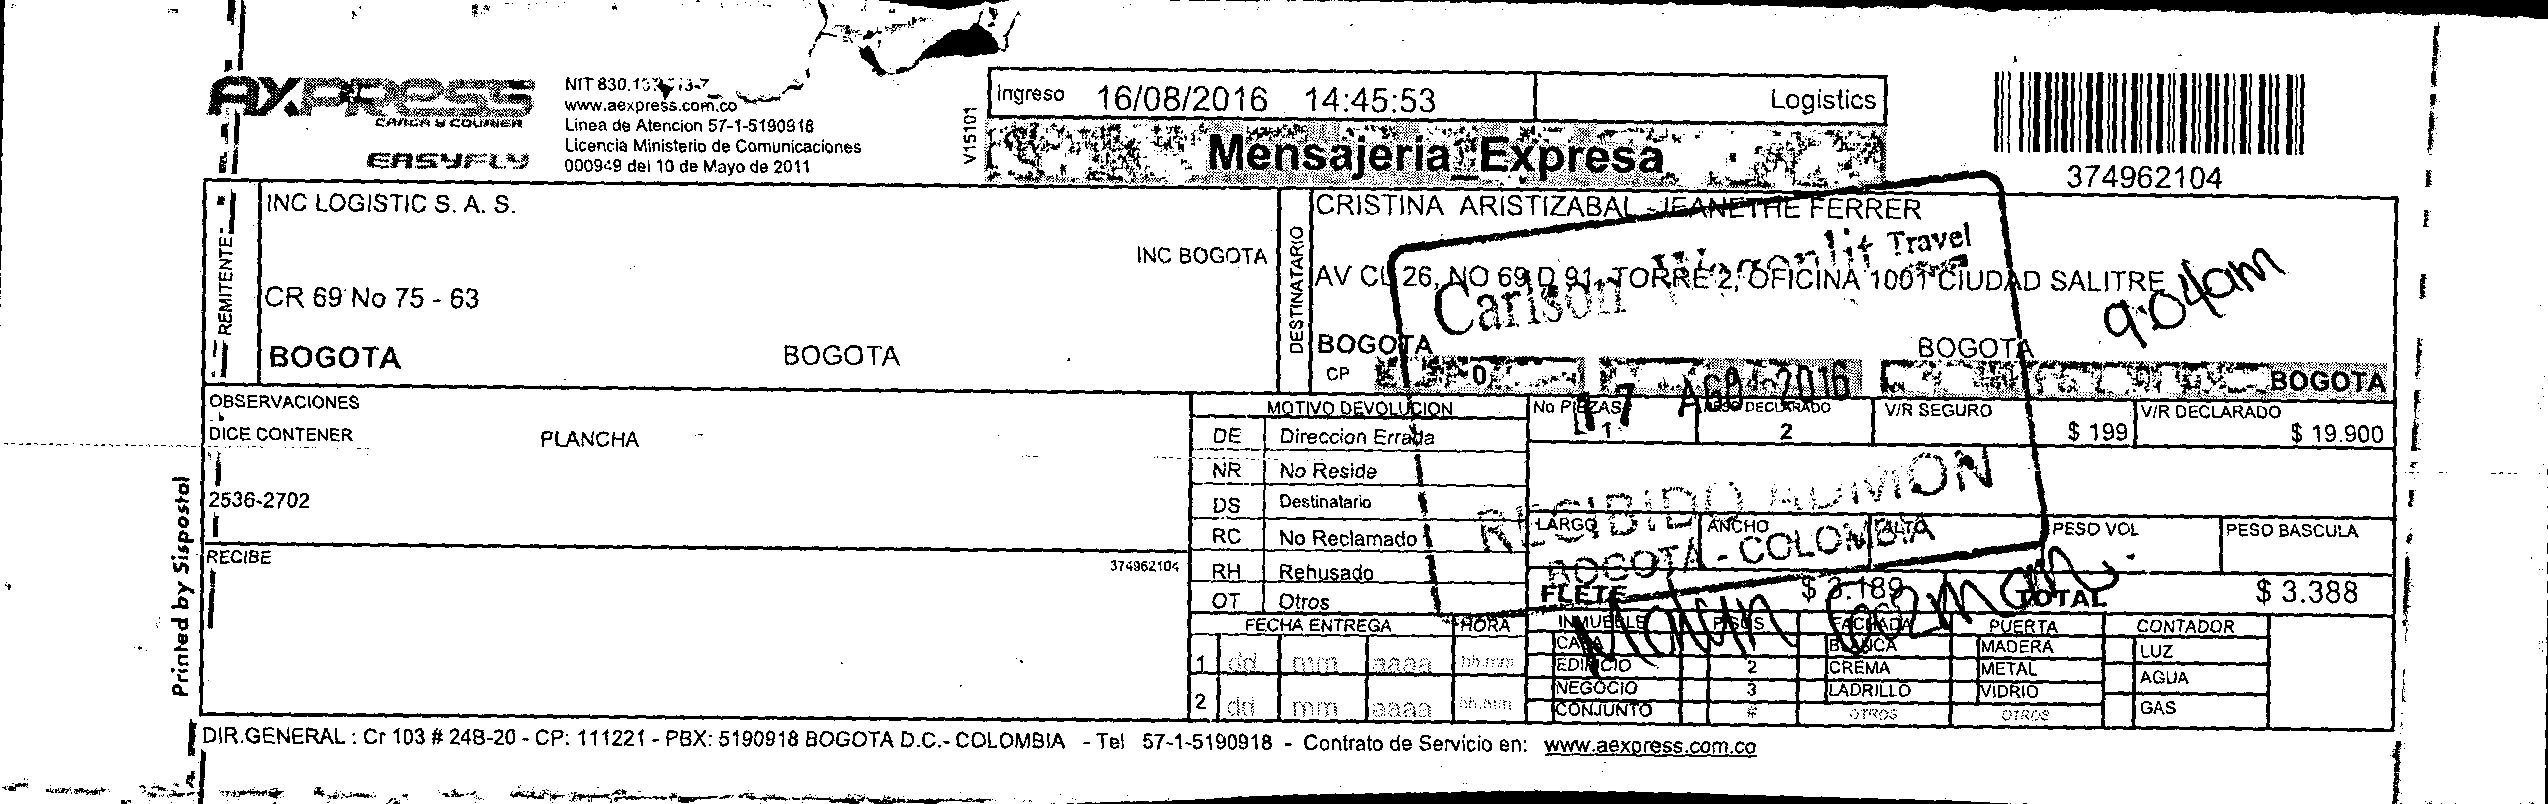 AXPRESS
CARGA Y COURIER
EASYFLY
NIT 830.
www.aexpress.com.co
Linea de Atencion 57-1-5190918
Licencia Ministerio de Comunicaciones
000949 del 10 de Mayo de 2011
V15101
Ingreso 16/08/2016 14:45:53 Logistics
Mensajeria Expresa
374962104
REMITENTE
INC LOGISTIC S. A. S.
INC BOGOTA
CR 69 No 75 - 63
BOGOTA BOGOTA
DESTINATARIO
CRISTINA ARISTIZABAL -JEANETHE FERRER
AV CL 26, NO 69 D 91, TORRE 2, OFICINA 1001 CIUDAD SALITRE
BOGOTA BOGOTA
CP 0 BOGOTA
Carlson Wagonlit Travel
17 AGO 2016
RECIBIDO ADMON
BOGOTA - COLOMBIA
9:04am
OBSERVACIONES
DICE CONTENER PLANCHA
2536-2702
RECIBE 374962104
MOTIVO DEVOLUCION
DE Direccion Errada
NR No Reside
DS Destinatario
RC No Reclamado
RH Rehusado
OT Otros
FECHA ENTREGA HORA
1 dd mm aaaa hh:mm
2 dd mm aaaa hh:mm
No PIEZAS PESO DECLARADO V/R SEGURO V/R DECLARADO
1 2 $ 199 $ 19.900
LARGO ANCHO ALTO PESO VOL PESO BASCULA
FLETE $ 3.189 TOTAL $ 3.388
INMUEBLE PISOS FACHADA PUERTA CONTADOR
CASA BLANCA MADERA LUZ
EDIFICIO 2 CREMA METAL
NEGOCIO 3 LADRILLO VIDRIO AGUA
CONJUNTO # OTROS OTROS GAS
Printed by Sispostal
DIR.GENERAL : Cr 103 # 24B-20 - CP: 111221 - PBX: 5190918 BOGOTA D.C.- COLOMBIA - Tel 57-1-5190918 - Contrato de Servicio en: www.aexpress.com.co